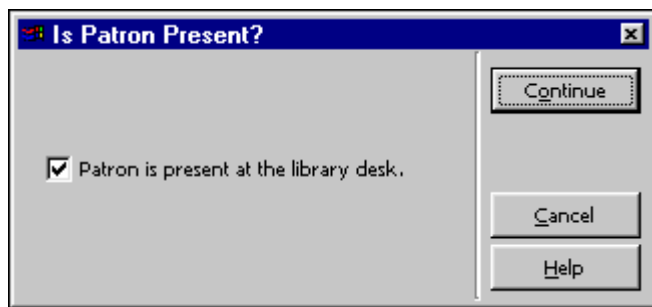 Is Patron Present?
Continue
Patron is present at the library desk.
Cancel
Help